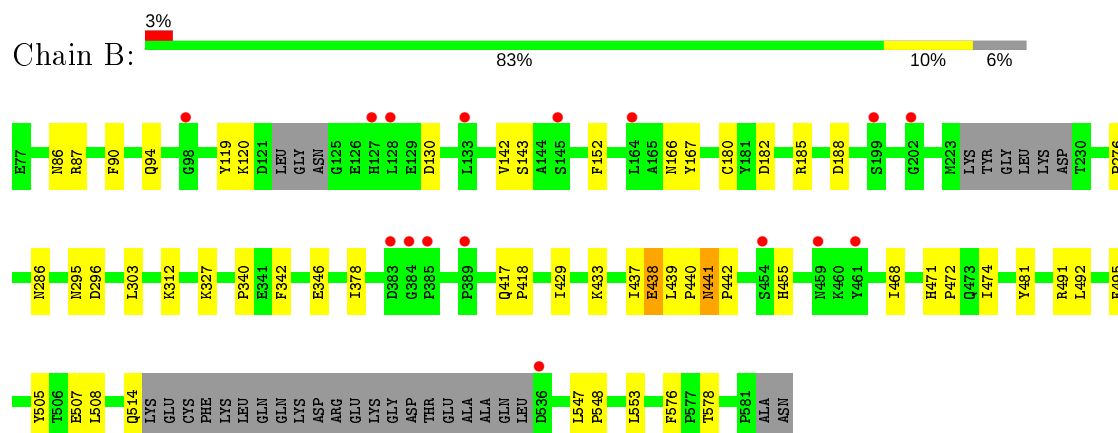 3%
Chain B:
83% 10% 6%
E77 N86 R87 F90 Q94 G98 Y119 K120 D121 LEU GLY ASN G125 E126 H127 L128 E129 D130 L133 V142 S143 A144 S145 F152 L164 A165 N166 Y167 C180 Y181 D182 R185 D188 S199 G202 M223 LYS TYR GLY LEU LYS ASP T230
N286 N295 D296 L303 K312 K327 P340 E341 F342 E346 I378 D383 G384 P385 P389 Q417 P418 I429 K433 I437 E438 L439 P440 N441 P442 S454 H455 N459 K460 Y461 I468 H471 P472 Q473 I474 Y481 R491 L492
Y505 T506 E507 L508 Q514 LYS GLU CYS PHE LYS LEU GLN GLN LYS ASP ARG GLU LYS GLY ASP THR GLU ALA ALA GLN LEU D536 L547 P548 L553 F576 P577 T578 P581 ALA ASN